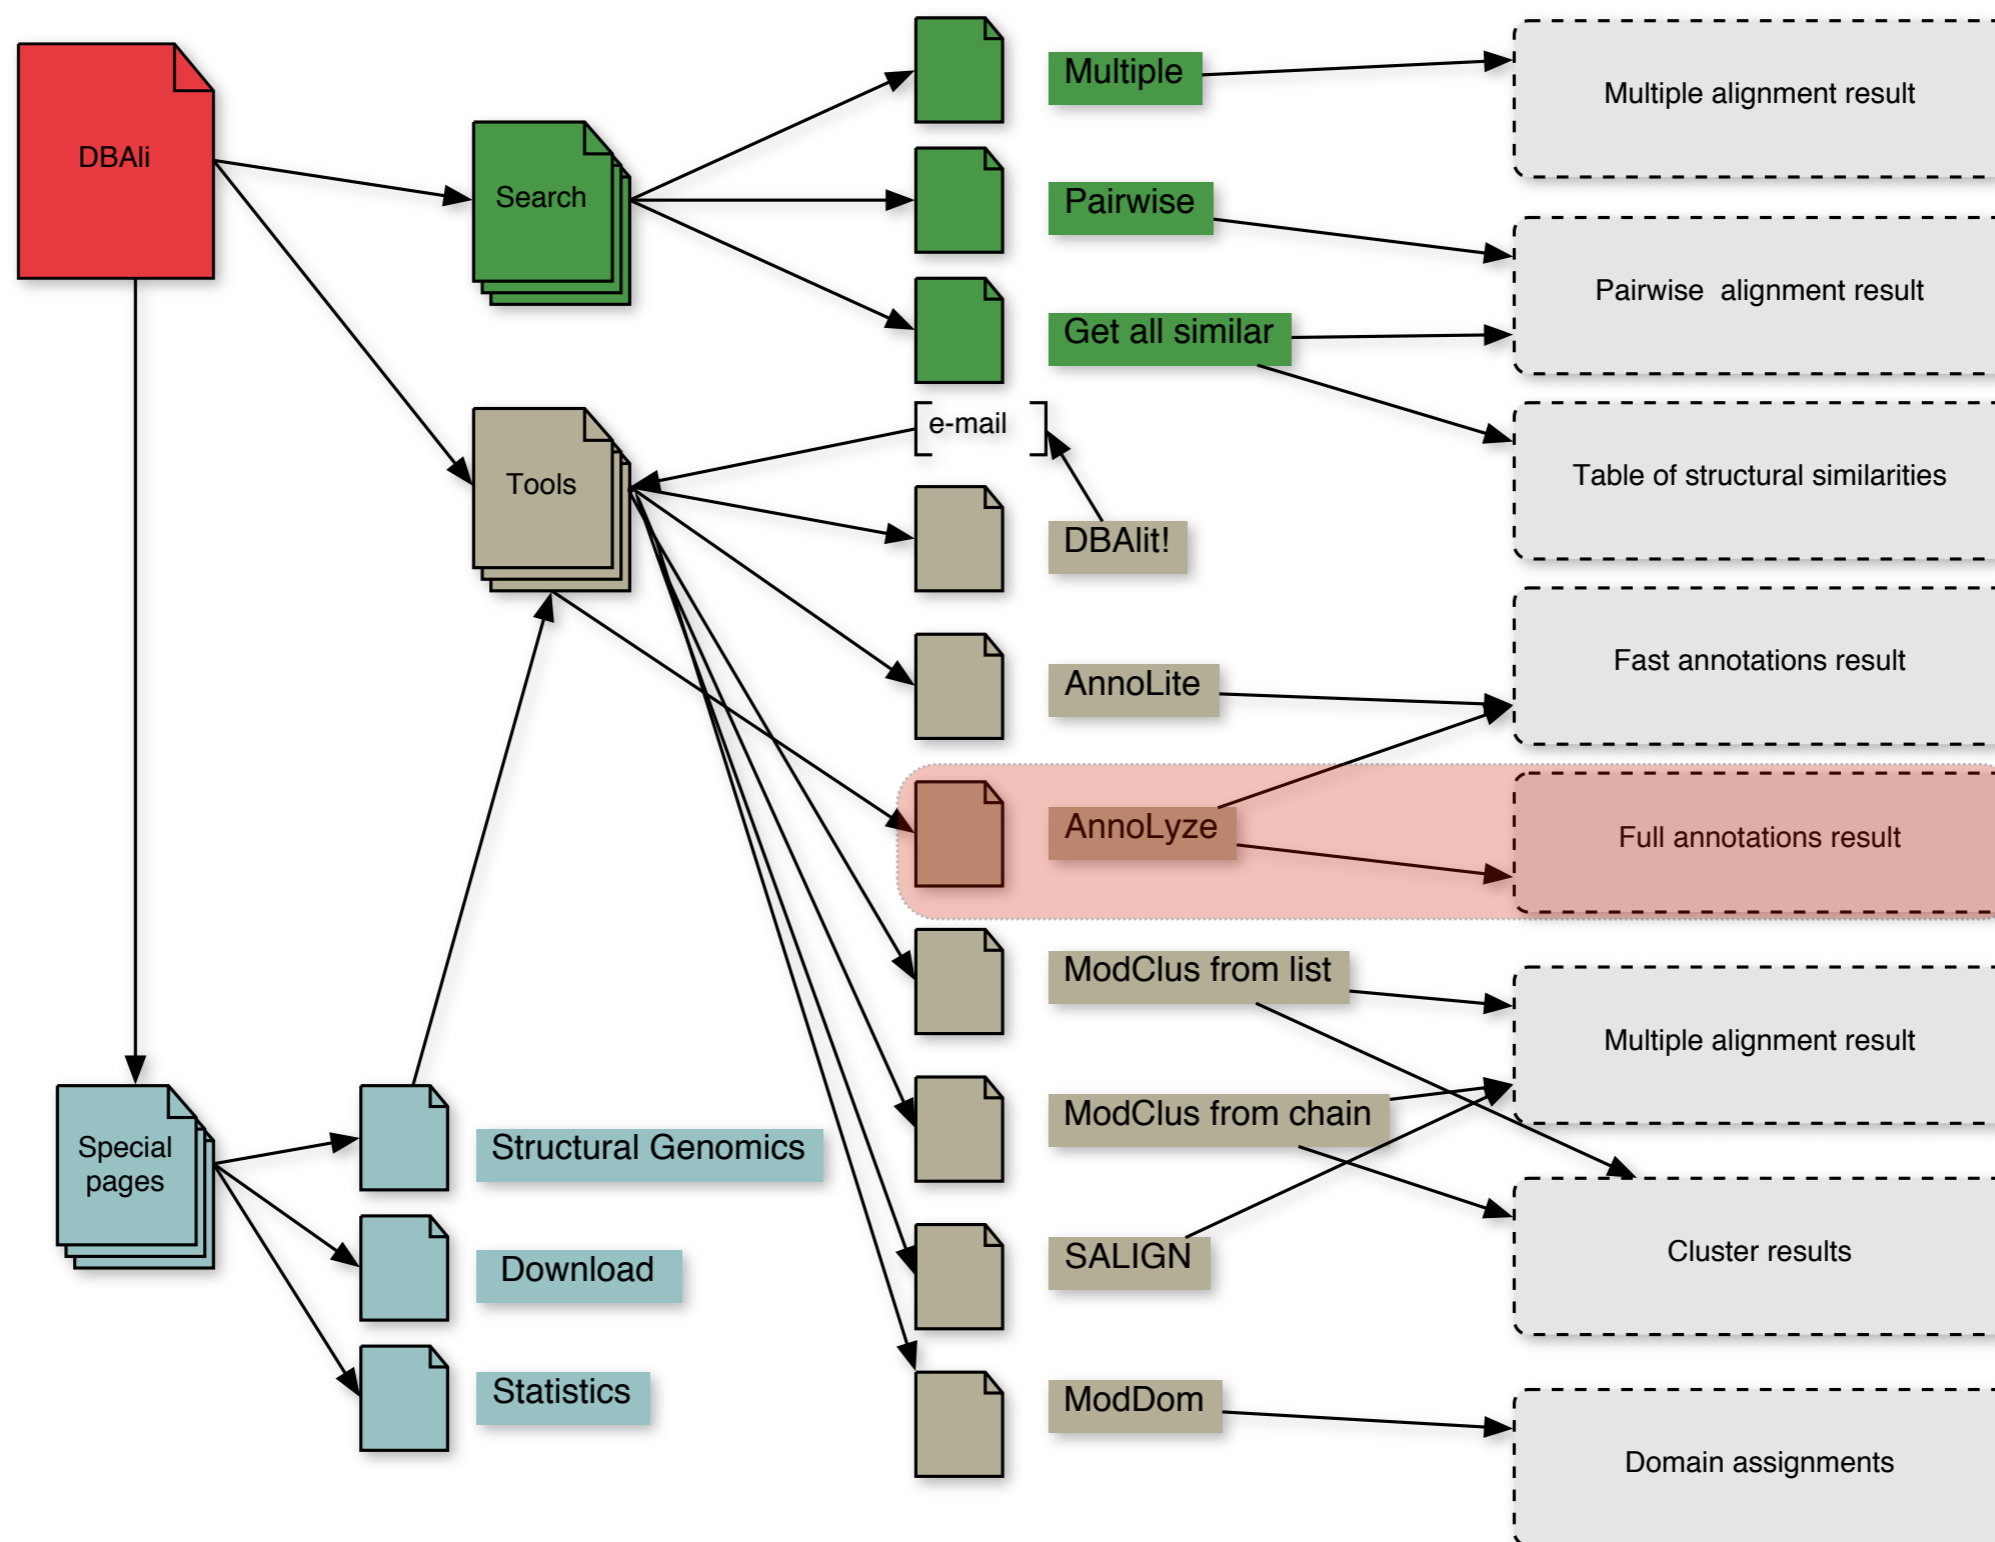 DBAli
Search
Multiple
Multiple alignment result
Pairwise
Pairwise  alignment result
Get all similar
e-mail
Tools
Table of structural similarities
DBAlit!
Fast annotations result
AnnoLite
AnnoLyze
Full annotations result
ModClus from list
Multiple alignment result
ModClus from chain
Special
pages
Structural Genomics
SALIGN
Cluster results
Download
Statistics
ModDom
Domain assignments